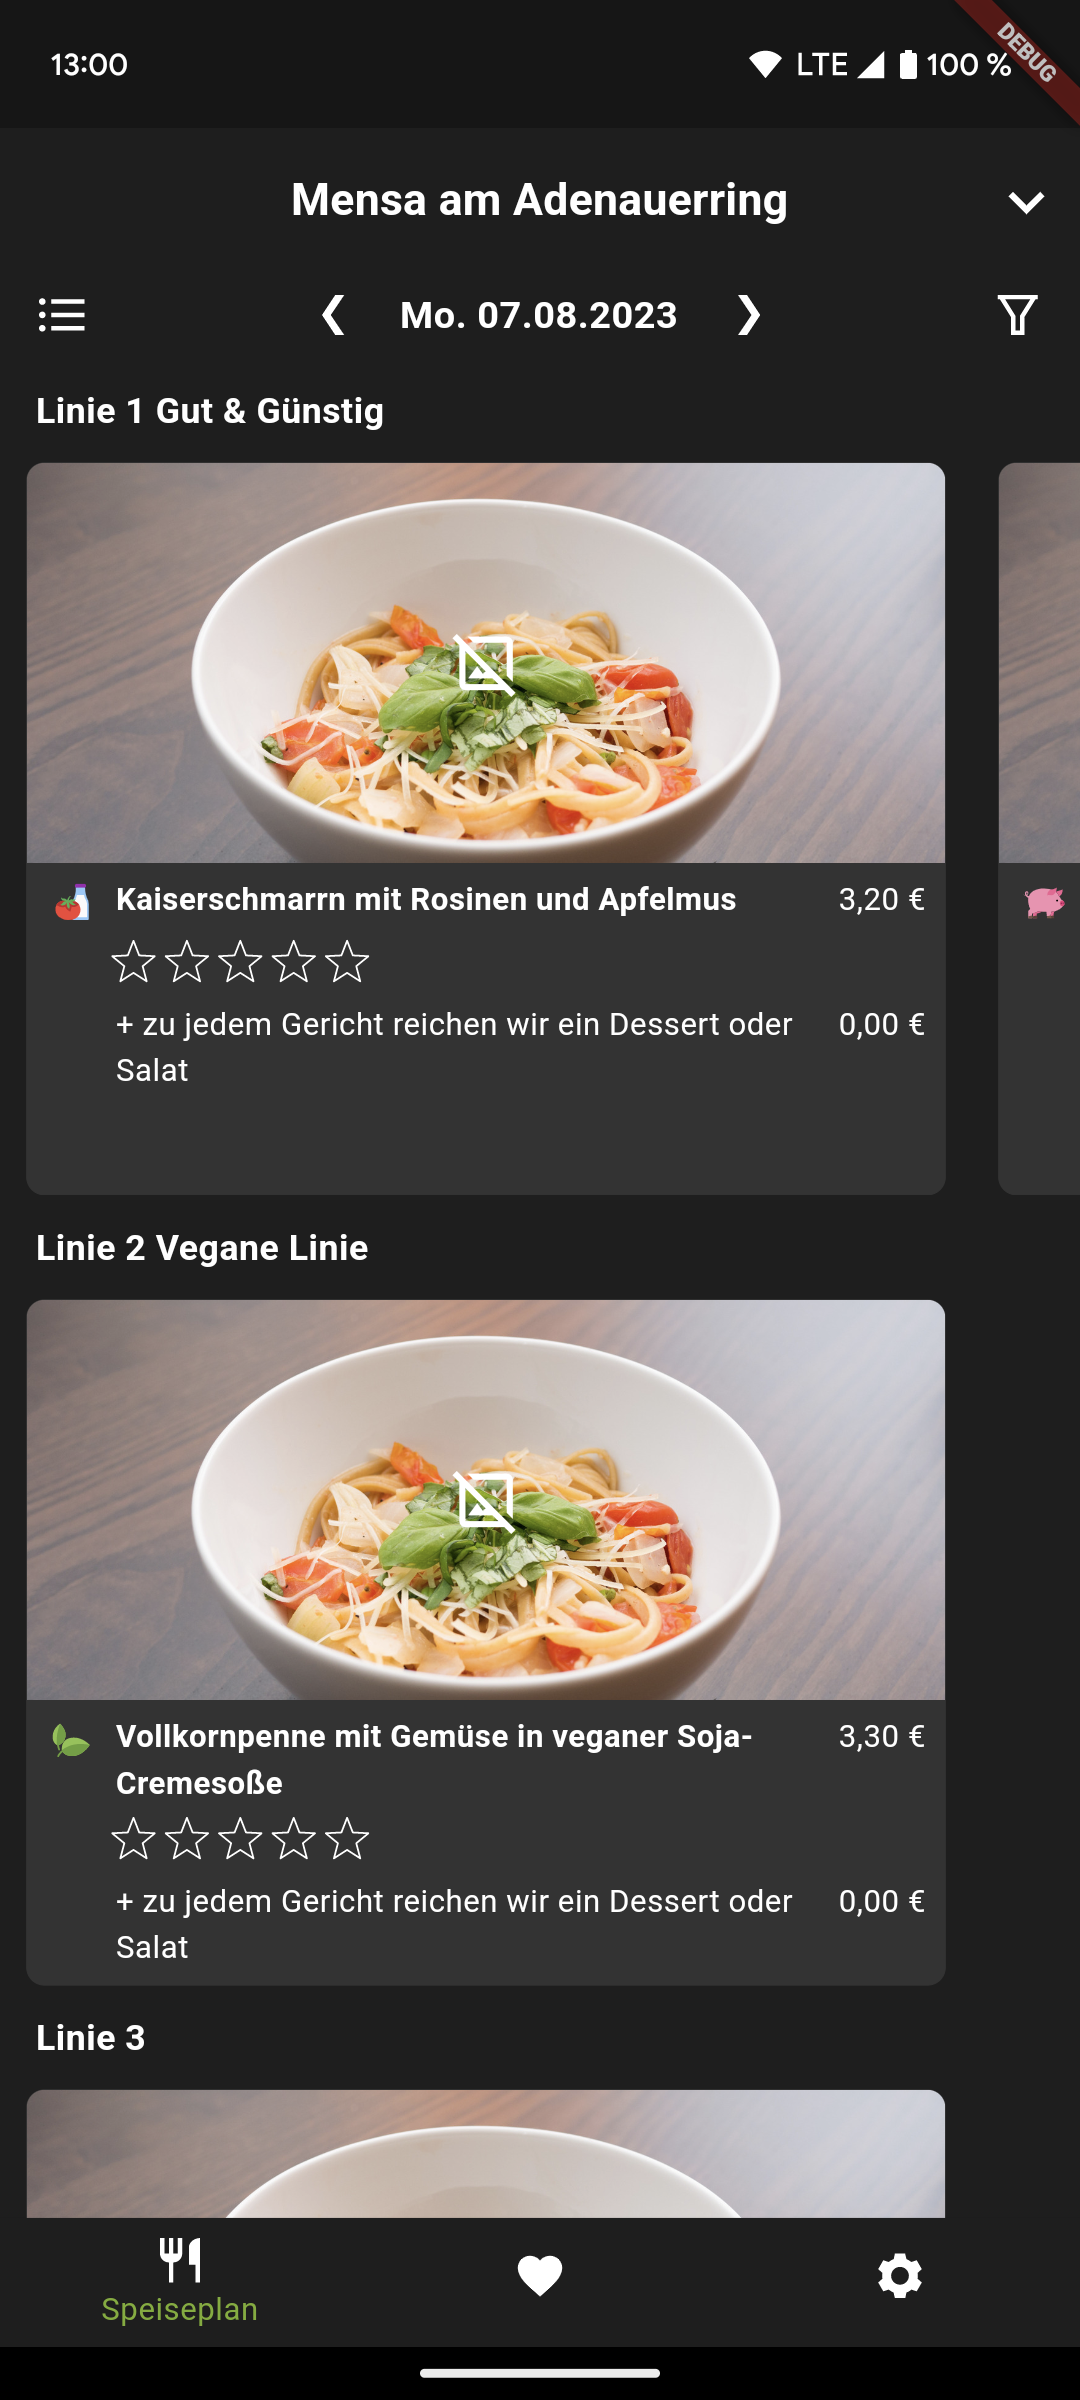 13:00
LTE
100 %
DEBUG
Mensa am Adenauerring
Mo. 07.08.2023
Linie 1 Gut & Günstig
Kaiserschmarrn mit Rosinen und Apfelmus
3,20 €
+ zu jedem Gericht reichen wir ein Dessert oder
0,00 €
Salat
Linie 2 Vegane Linie
Vollkornpenne mit Gemüse in veganer Soja-
3,30 €
Cremesoße
+ zu jedem Gericht reichen wir ein Dessert oder
0,00 €
Salat
Linie 3
Speiseplan